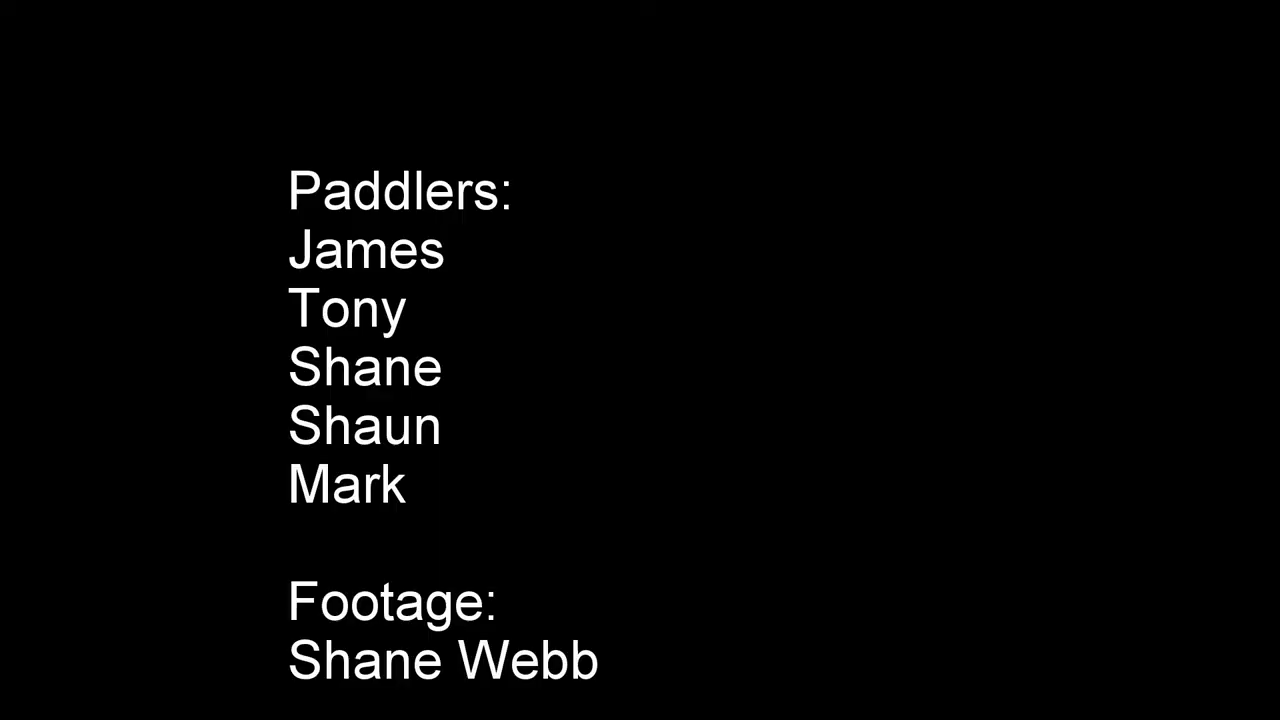 Paddlers:
James
Tony
Shane
Shaun
Mark
Footage:
Shane Webb